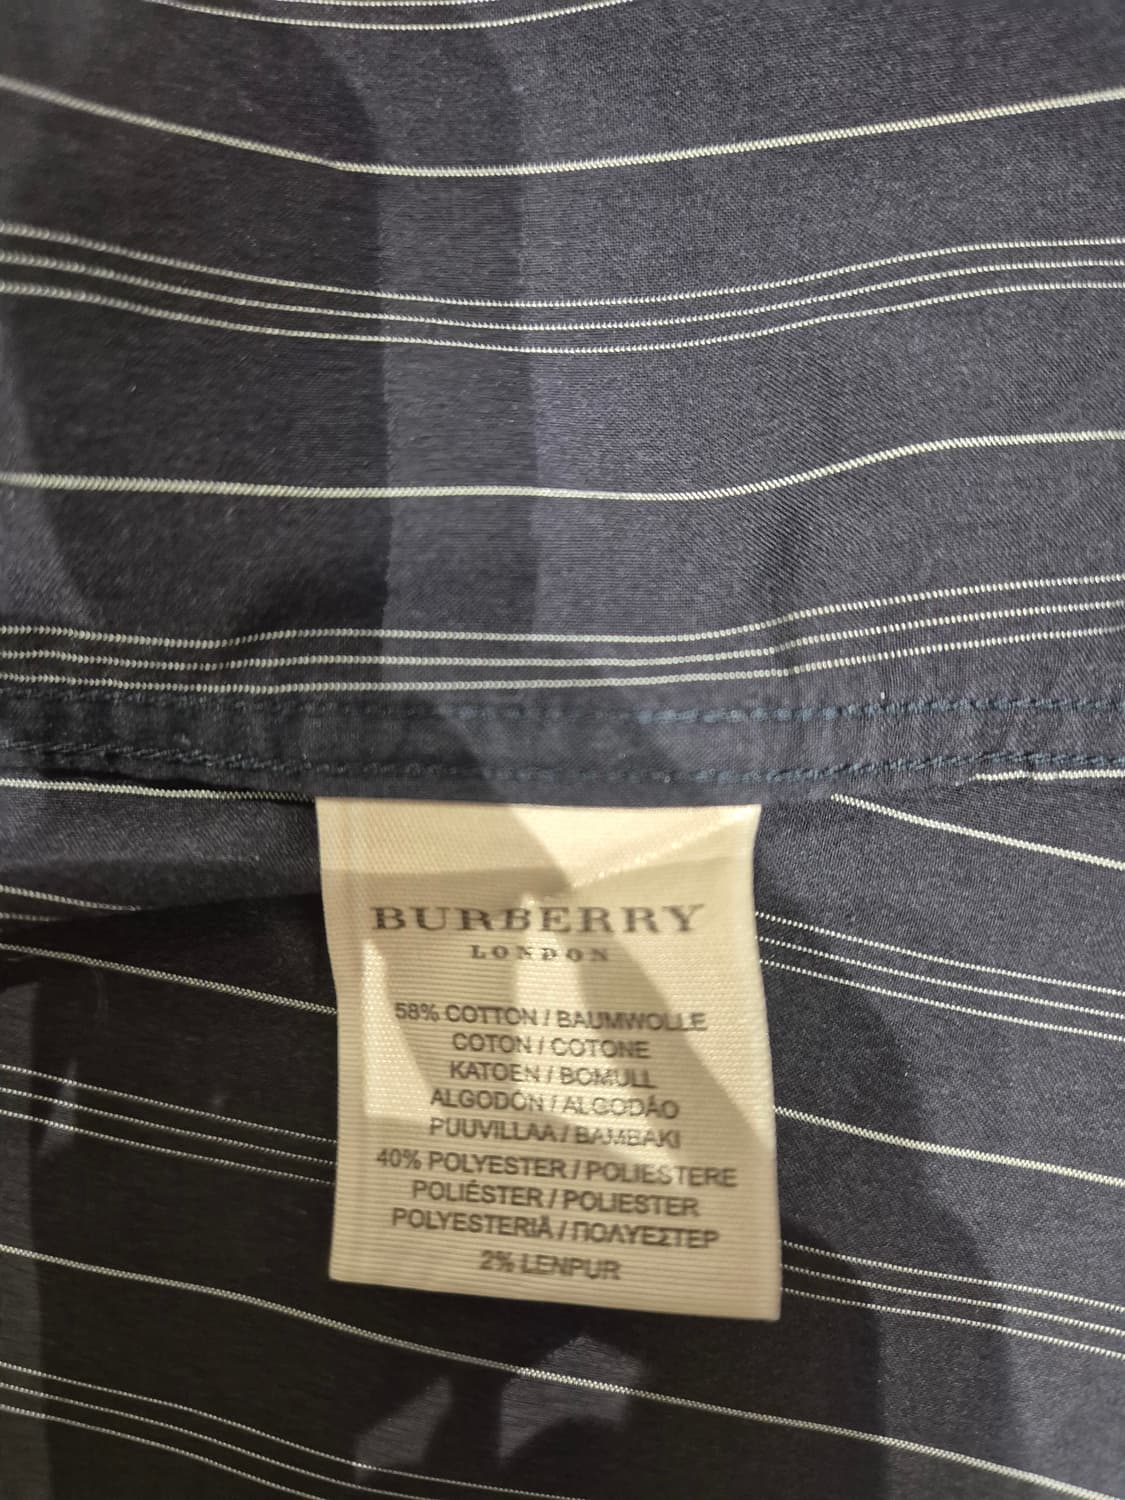 BURBERRY
LONDON
58% COTTON / BAUMWOLLE
COTON / COTONE
KATOEN / BOMULL
ALGODÓN / ALGODÃO
PUUVILLAA / BAMBAKI
40% POLYESTER / POLIESTERE
POLIÉSTER / POLIESTER
POLYESTERIÄ / ΠΟΛΥΕΣΤΕΡ
2% LENPUR